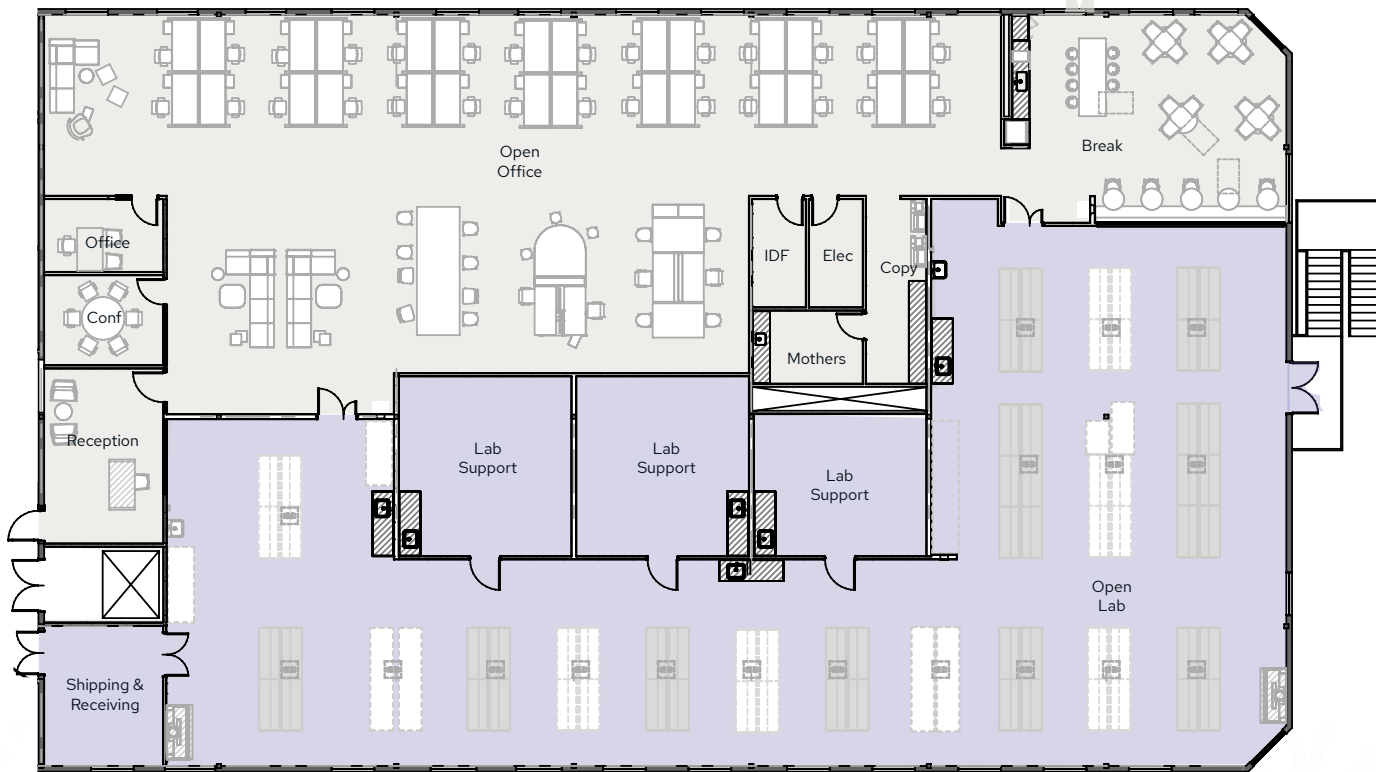 Open
Office
Break
Office
IDF
Elec
Copy
Conf
Mothers
Reception
Lab
Support
Lab
Support
Lab
Support
Open
Lab
Shipping &
Receiving